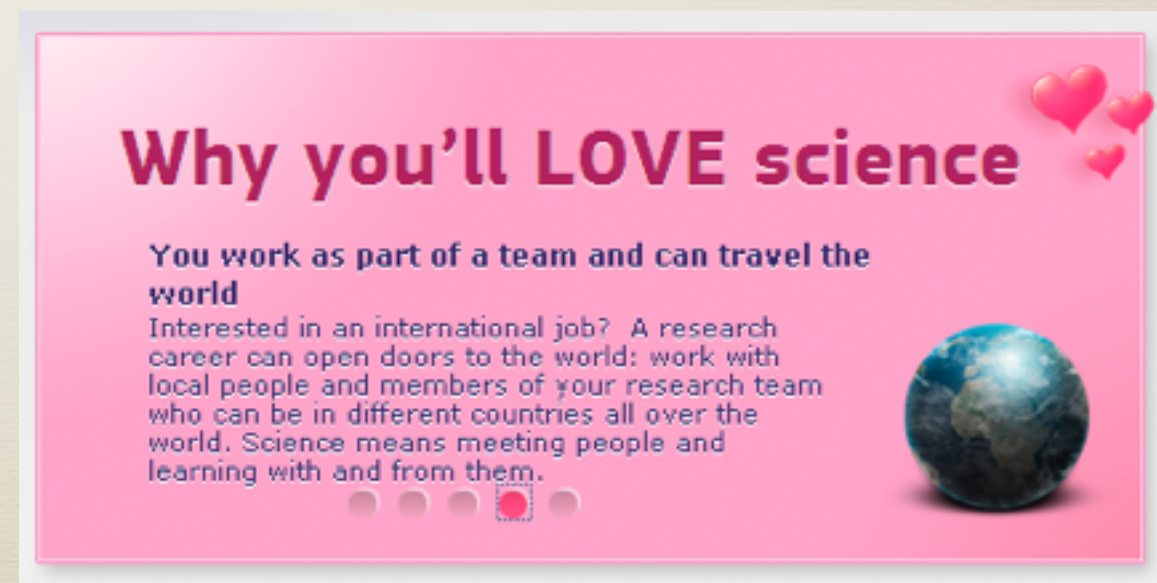 Why you’ll LOVE science
You work as part of a team and can travel the
world
Interested in an international job?  A research
career can open doors to the world: work with
local people and members of your research team
who can be in different countries all over the
world. Science means meeting people and
learning with and from them.